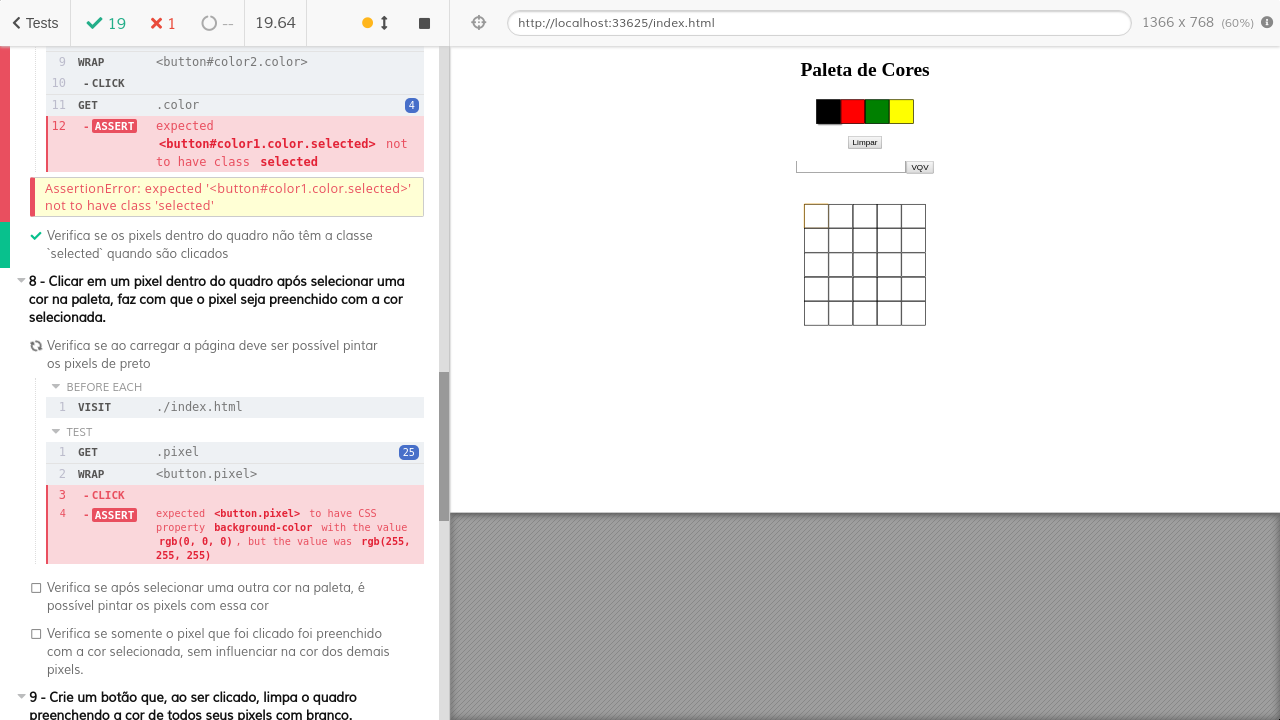 Tests 19 1 -- 19.64
http://localhost:33625/index.html 1366 x 768 (60%)
9 WRAP <button#color2.color>
10 - CLICK
11 GET .color 4
12 - ASSERT expected
<button#color1.color.selected> not
to have class selected
AssertionError: expected '<button#color1.color.selected>'
not to have class 'selected'
Verifica se os pixels dentro do quadro não têm a classe
`selected` quando são clicados
8 - Clicar em um pixel dentro do quadro após selecionar uma
cor na paleta, faz com que o pixel seja preenchido com a cor
selecionada.
Verifica se ao carregar a página deve ser possível pintar
os pixels de preto
BEFORE EACH
1 VISIT ./index.html
TEST
1 GET .pixel 25
2 WRAP <button.pixel>
3 - CLICK
4 - ASSERT expected <button.pixel> to have CSS
property background-color with the value
rgb(0, 0, 0) , but the value was rgb(255,
255, 255)
Verifica se após selecionar uma outra cor na paleta, é
possível pintar os pixels com essa cor
Verifica se somente o pixel que foi clicado foi preenchido
com a cor selecionada, sem influenciar na cor dos demais
pixels.
9 - Crie um botão que, ao ser clicado, limpa o quadro
preenchendo a cor de todos seus pixels com branco.
Paleta de Cores
Limpar
VQV